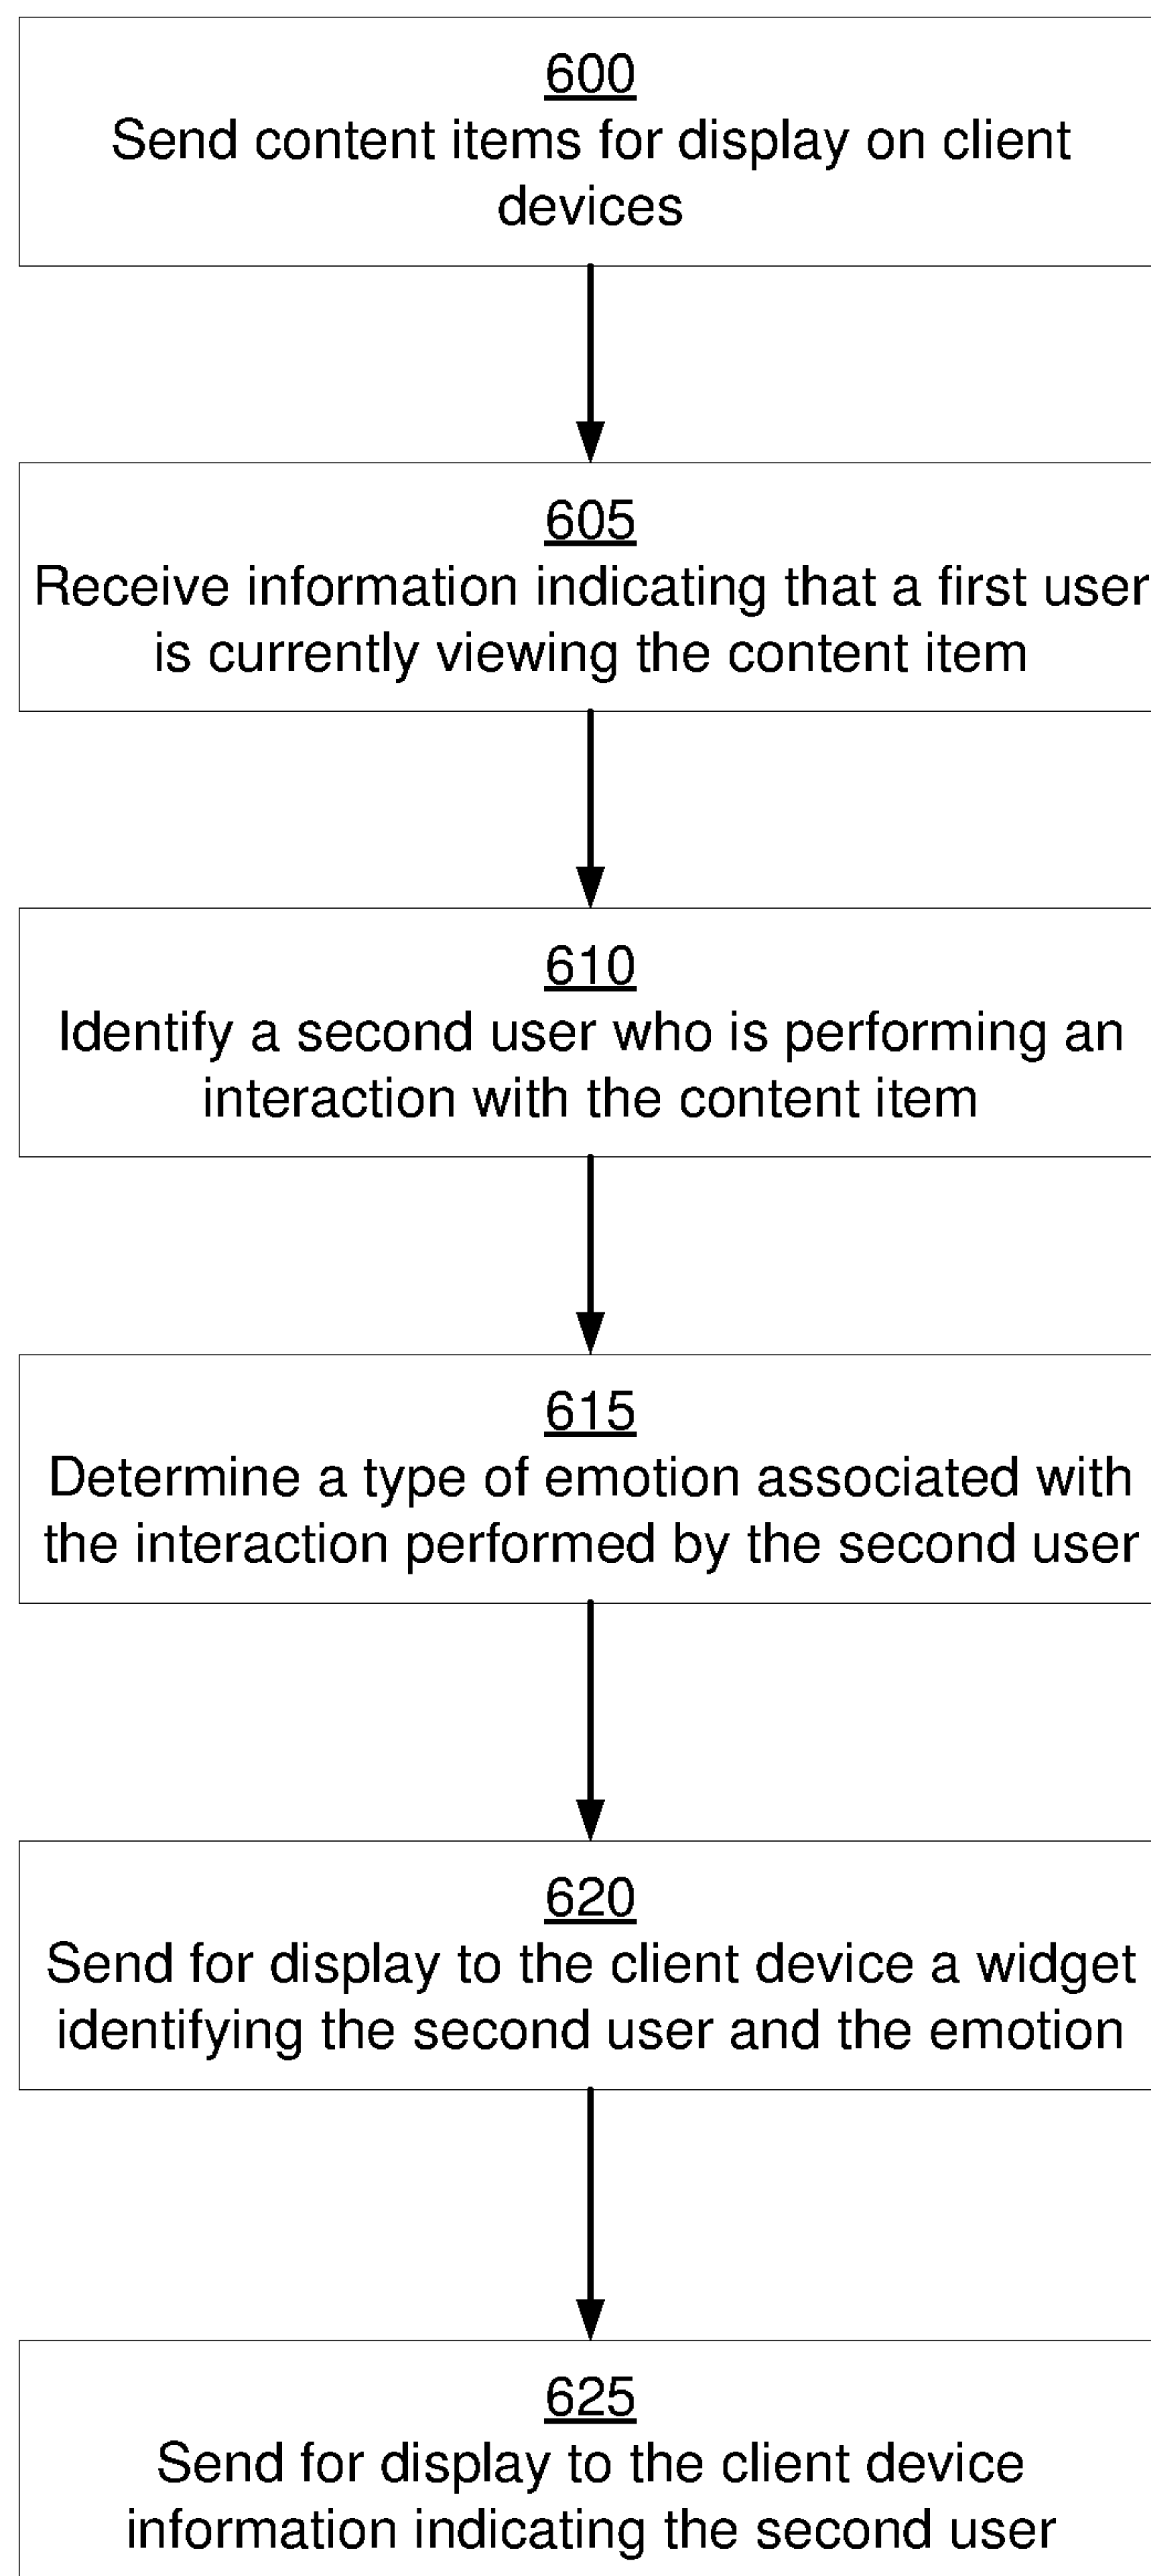 600
Send content items for display on client
devices
605
Receive information indicating that a first user
is currently viewing the content item
610
Identify a second user who is performing an
interaction with the content item
615
Determine a type of emotion associated with
the interaction performed by the second user
620
Send for display to the client device a widget
identifying the second user and the emotion
625
Send for display to the client device
information indicating the second user